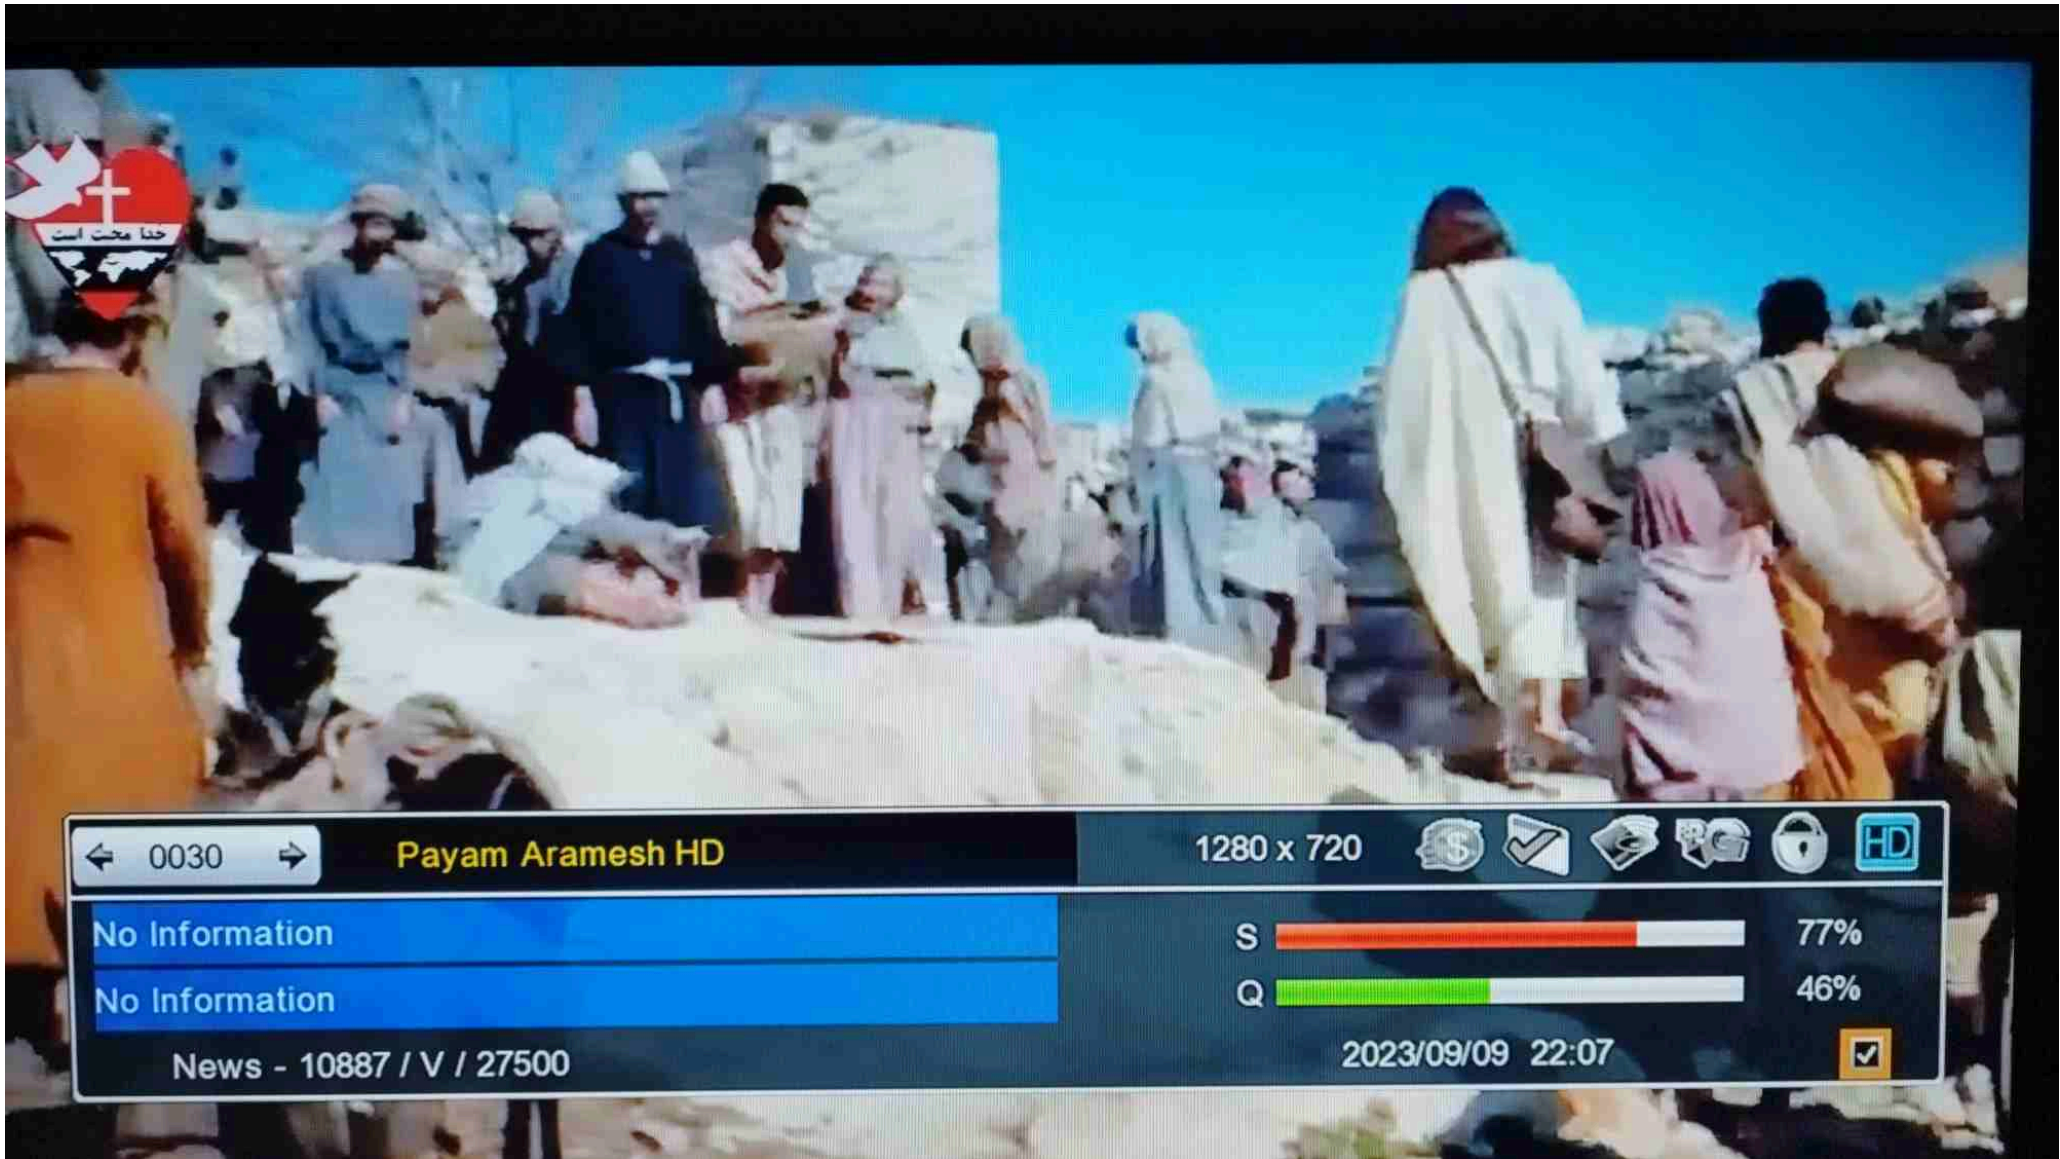 خدا محبت است
0030
Payam Aramesh HD
1280 x 720
HD
No Information
S 77%
No Information
Q 46%
News - 10887 / V / 27500
2023/09/09 22:07